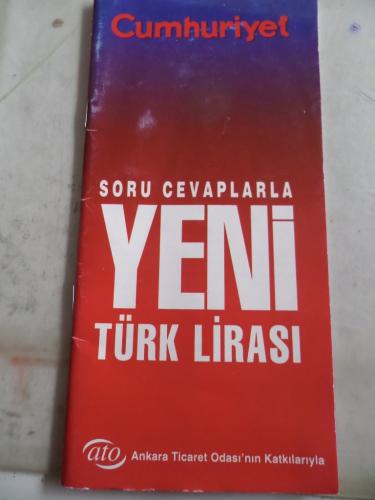 Cumhuriyet
SORU CEVAPLARLA
YENİ
TÜRK LİRASI
ato Ankara Ticaret Odası'nın Katkılarıyla